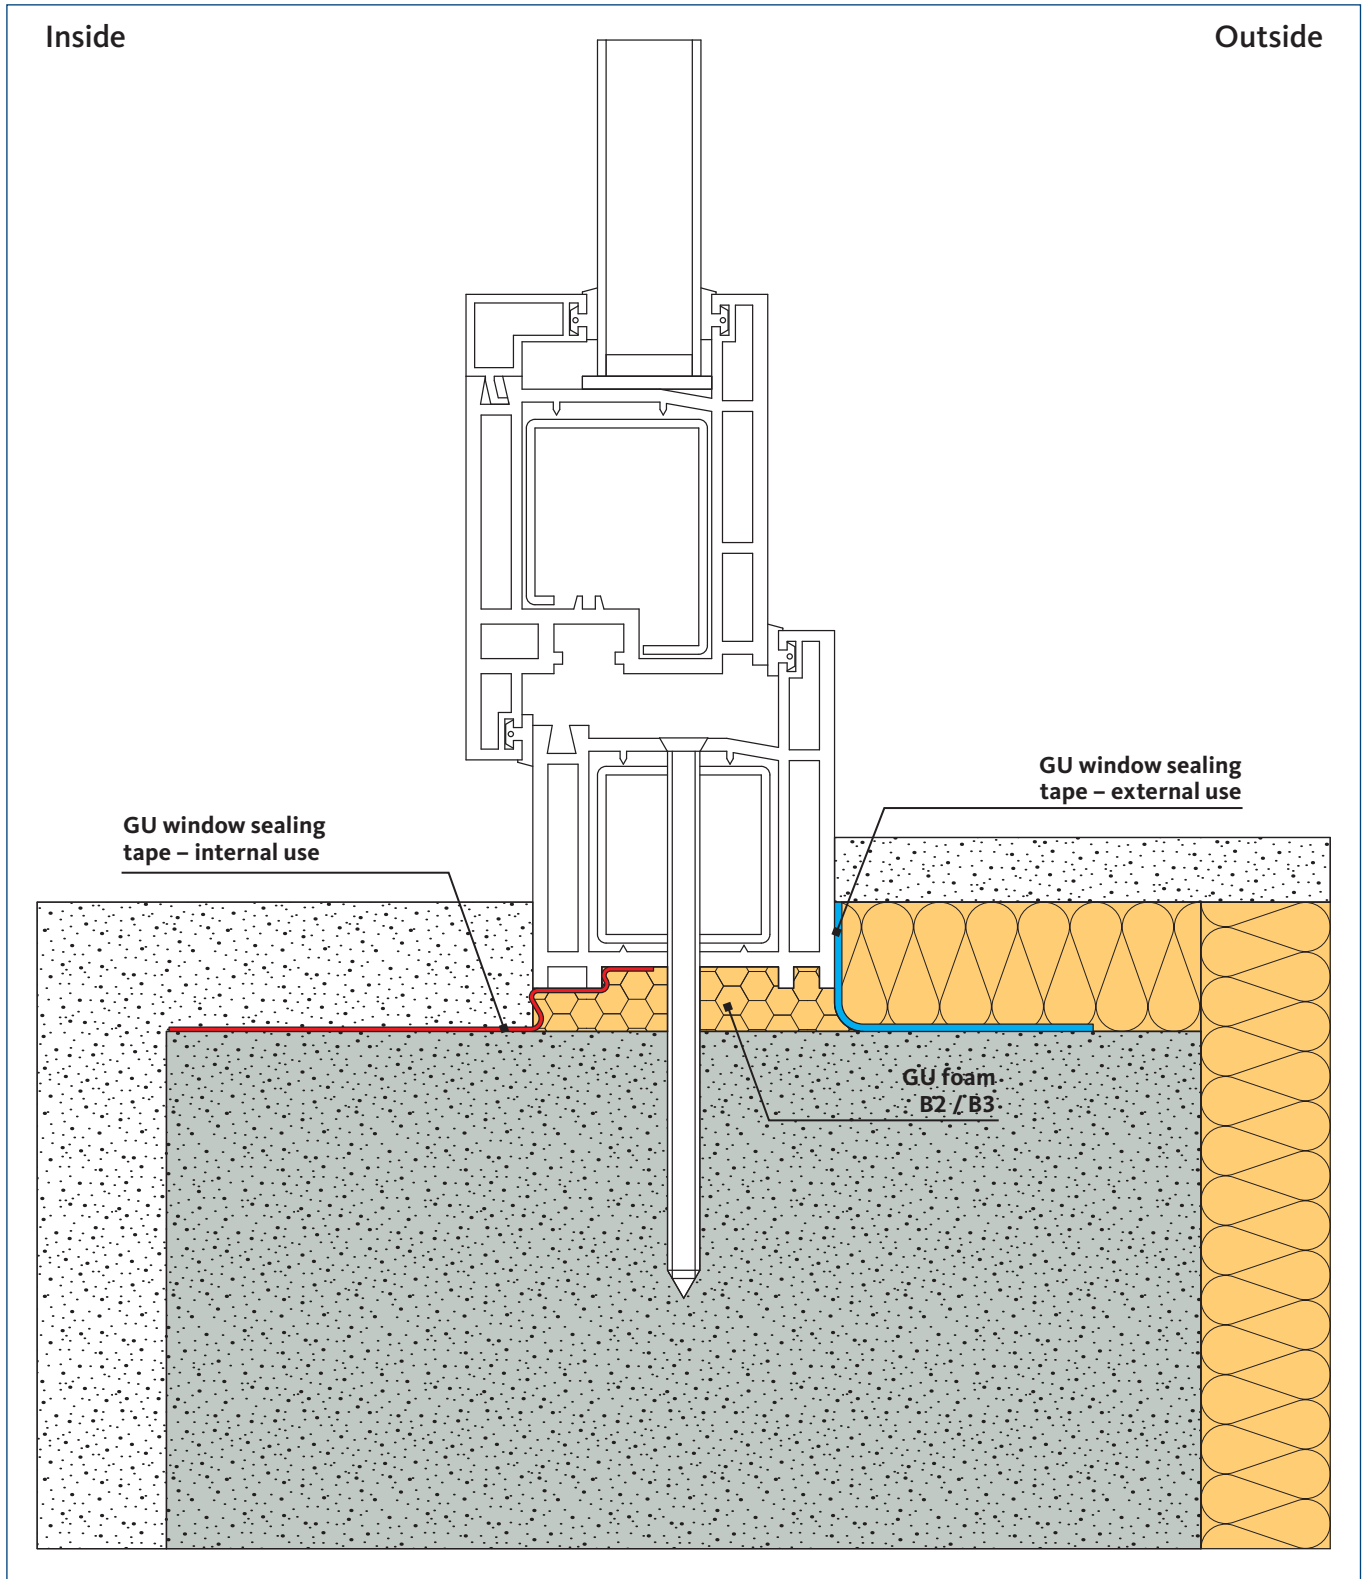 Inside
Outside
GU window sealing
tape – external use
GU window sealing
tape – internal use
GU foam
B2 / B3